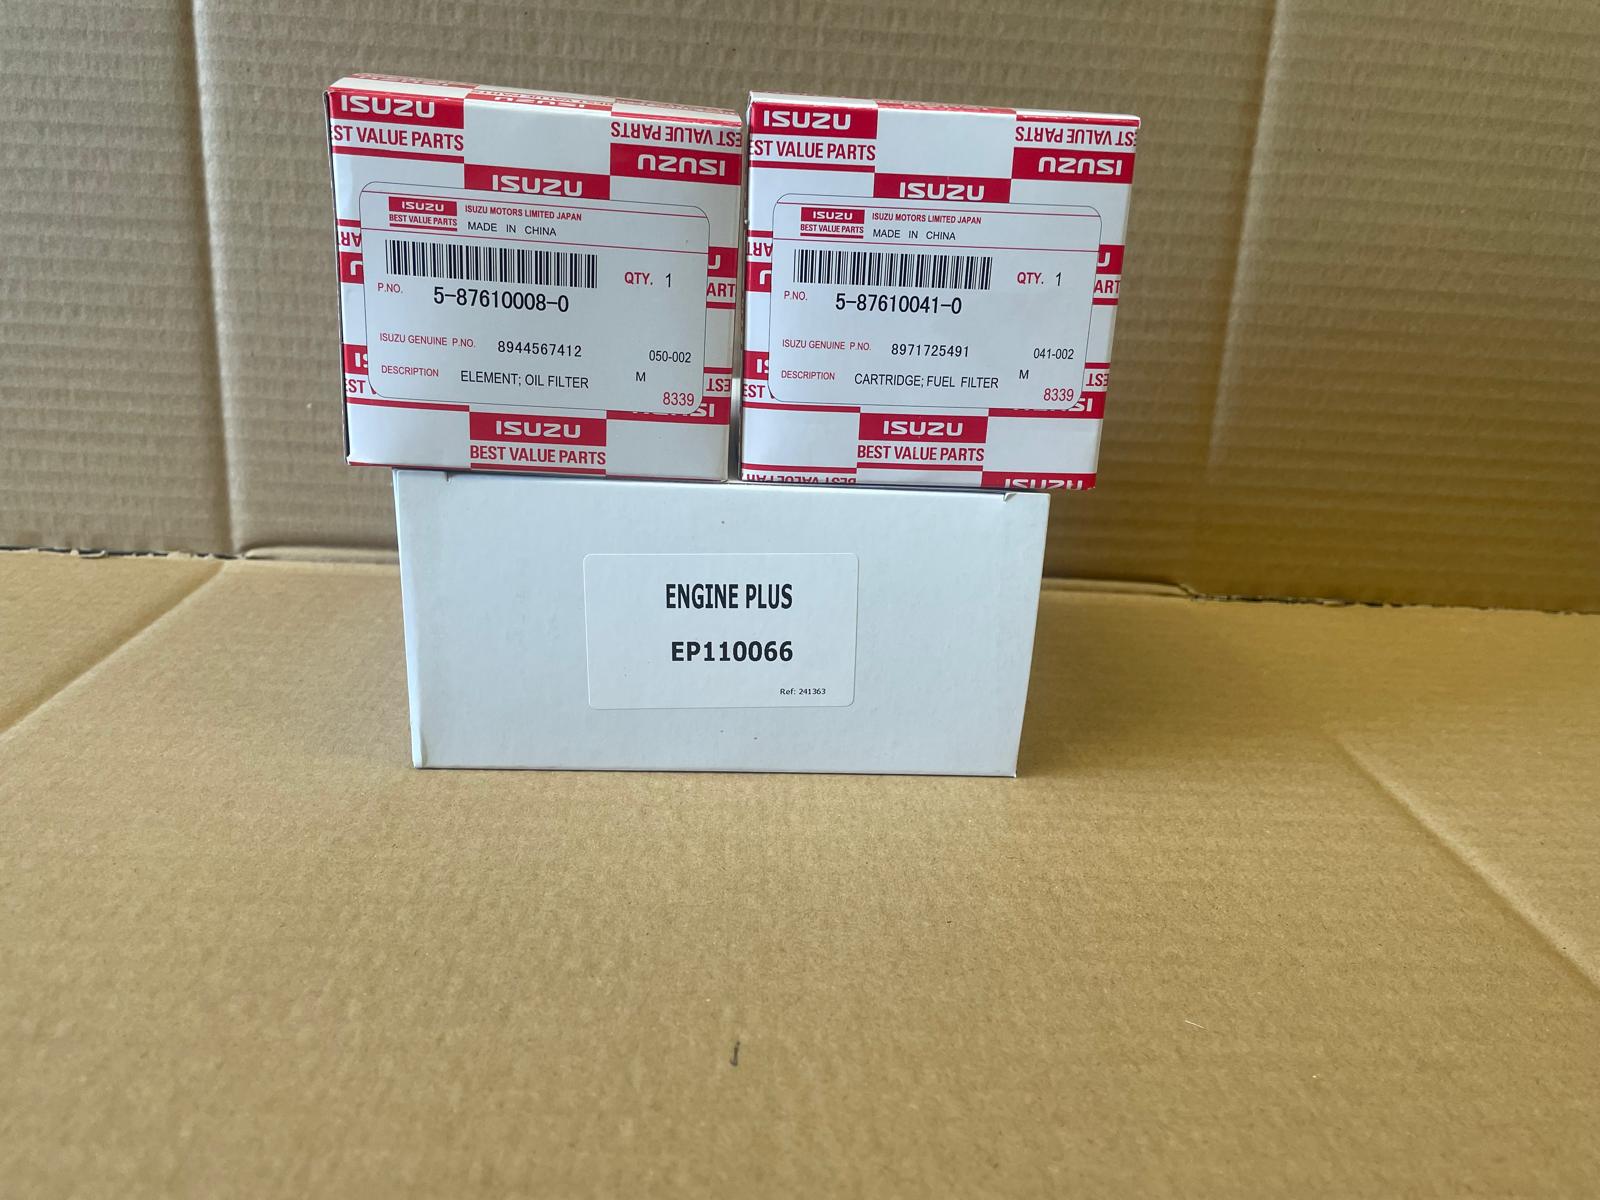 ISUZU
EST VALUE PARTS
EST VALUE PARTS
ISUZU
ISUZU
ISUZU
BEST VALUE PARTS
ISUZU MOTORS LIMITED JAPAN
MADE IN CHINA
QTY. 1
P.NO. 5-87610008-0
ISUZU GENUINE P.NO. 8944567412
050-002
DESCRIPTION ELEMENT; OIL FILTER M
8339
ISUZU
BEST VALUE PARTS
ISUZU
EST VALUE PARTS
EST VALUE PARTS
ISUZU
ISUZU
ISUZU
BEST VALUE PARTS
ISUZU MOTORS LIMITED JAPAN
MADE IN CHINA
QTY. 1
P.NO. 5-87610041-0
ISUZU GENUINE P.NO. 8971725491
041-002
DESCRIPTION CARTRIDGE; FUEL FILTER M
8339
ISUZU
BEST VALUE PARTS
ENGINE PLUS
EP110066
Ref: 241363